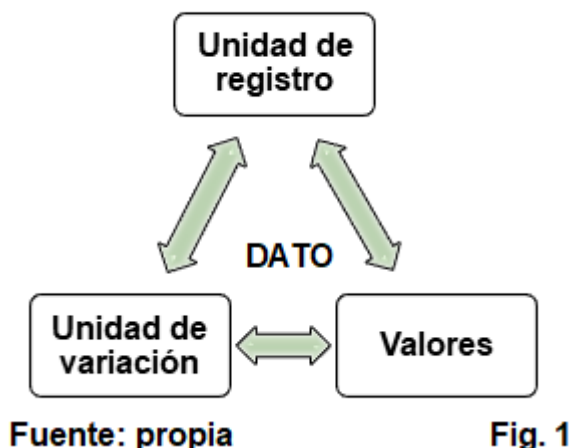 Unidad de
registro
DATO
Unidad de
variación
Valores
Fuente: propia
Fig. 1